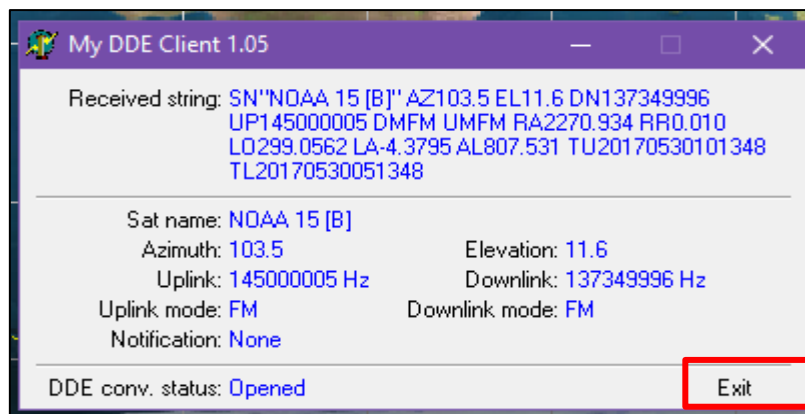 My DDE Client 1.05
Received string: SN"NOAA 15 [B]" AZ103.5 EL11.6 DN137349996
UP145000005 DMFM UMFM RA2270.934 RR0.010
LO299.0562 LA-4.3795 AL807.531 TU20170530101348
TL20170530051348
Sat name: NOAA 15 [B]
Azimuth: 103.5 Elevation: 11.6
Uplink: 145000005 Hz Downlink: 137349996 Hz
Uplink mode: FM Downlink mode: FM
Notification: None
DDE conv. status: Opened Exit